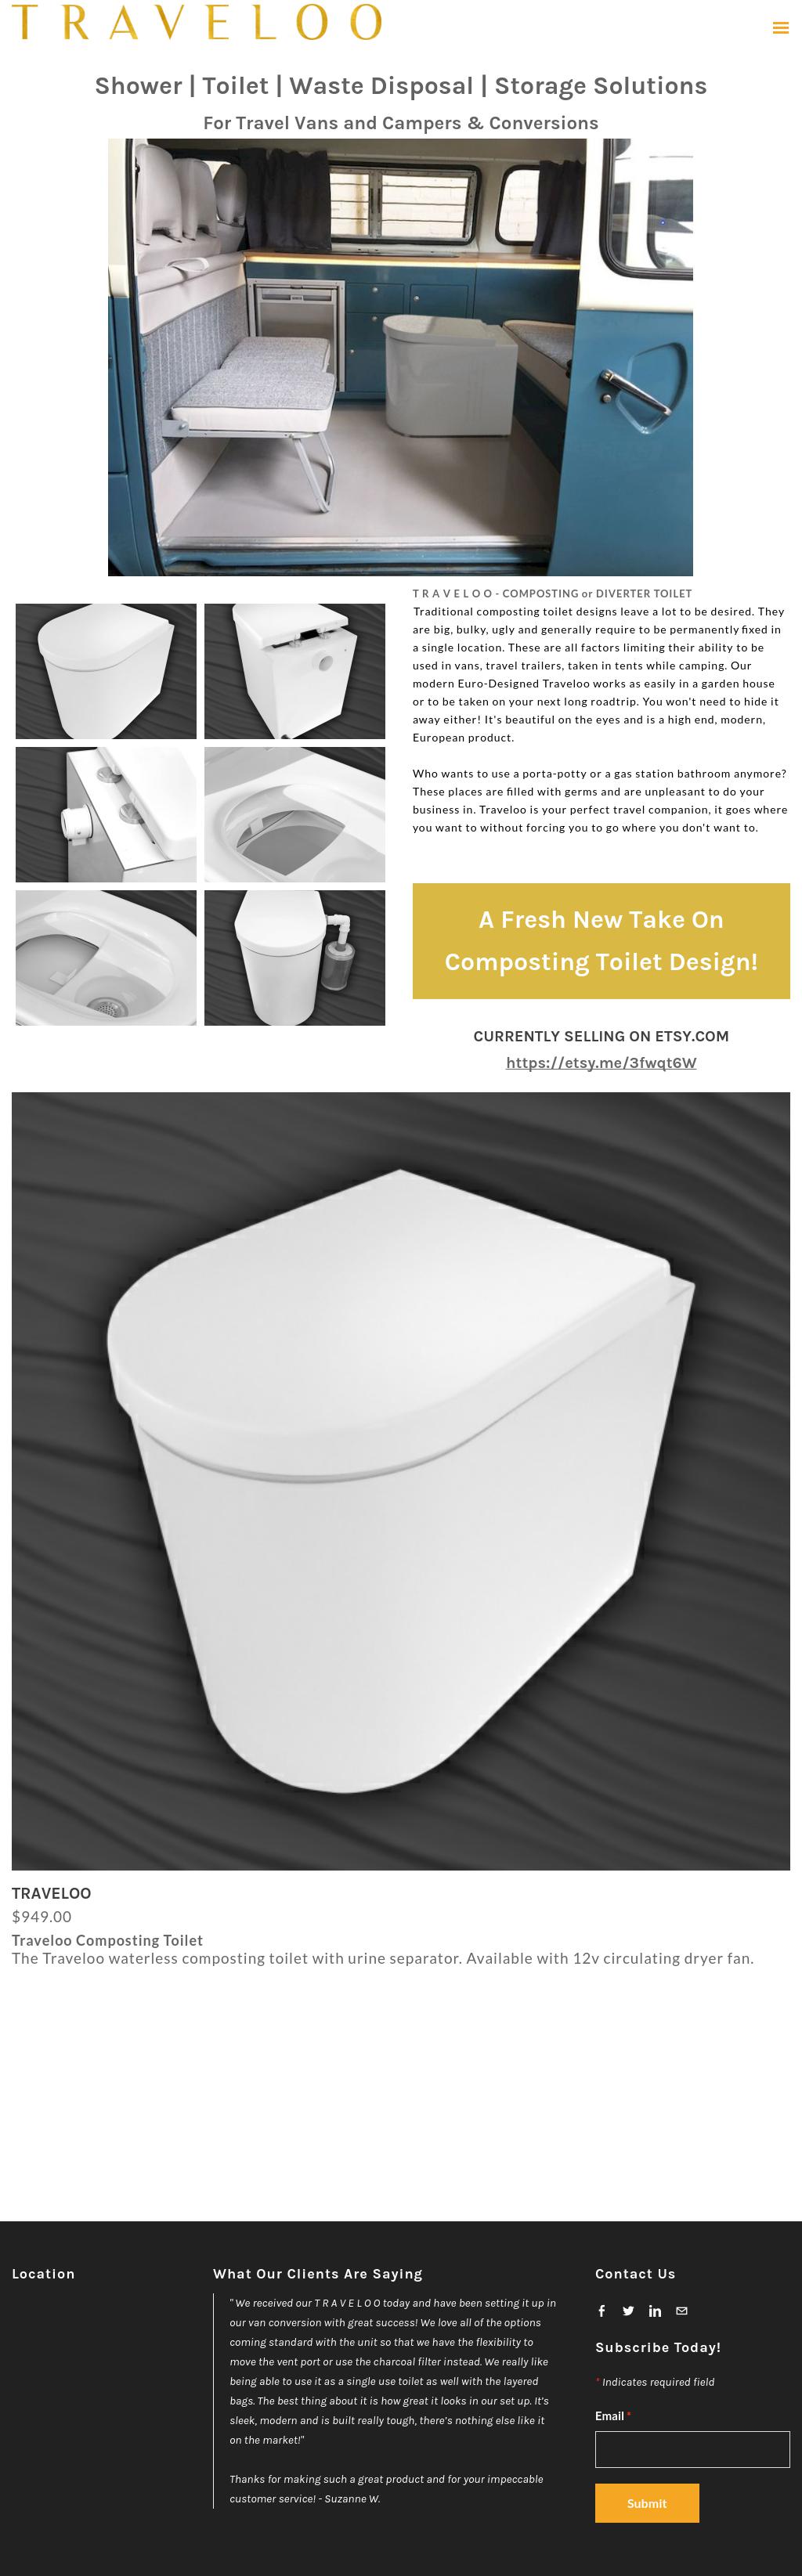 T R A V E L O O
Shower | Toilet | Waste Disposal | Storage Solutions
For Travel Vans and Campers & Conversions
T R A V E L O O - COMPOSTING or DIVERTER TOILET
Traditional composting toilet designs leave a lot to be desired. They
are big, bulky, ugly and generally require to be permanently fixed in
a single location. These are all factors limiting their ability to be
used in vans, travel trailers, taken in tents while camping. Our
modern Euro-Designed Traveloo works as easily in a garden house
or to be taken on your next long roadtrip. You won't need to hide it
away either! It's beautiful on the eyes and is a high end, modern,
European product.
Who wants to use a porta-potty or a gas station bathroom anymore?
These places are filled with germs and are unpleasant to do your
business in. Traveloo is your perfect travel companion, it goes where
you want to without forcing you to go where you don't want to.
A Fresh New Take On
Composting Toilet Design!
CURRENTLY SELLING ON ETSY.COM
https://etsy.me/3fwqt6W
TRAVELOO
$949.00
Traveloo Composting Toilet
The Traveloo waterless composting toilet with urine separator. Available with 12v circulating dryer fan.
Location
What Our Clients Are Saying
" We received our T R A V E L O O today and have been setting it up in
our van conversion with great success! We love all of the options
coming standard with the unit so that we have the flexibility to
move the vent port or use the charcoal filter instead. We really like
being able to use it as a single use toilet as well with the layered
bags. The best thing about it is how great it looks in our set up. It's
sleek, modern and is built really tough, there's nothing else like it
on the market!"
Thanks for making such a great product and for your impeccable
customer service! - Suzanne W.
Contact Us
Subscribe Today!
* Indicates required field
Email *
Submit